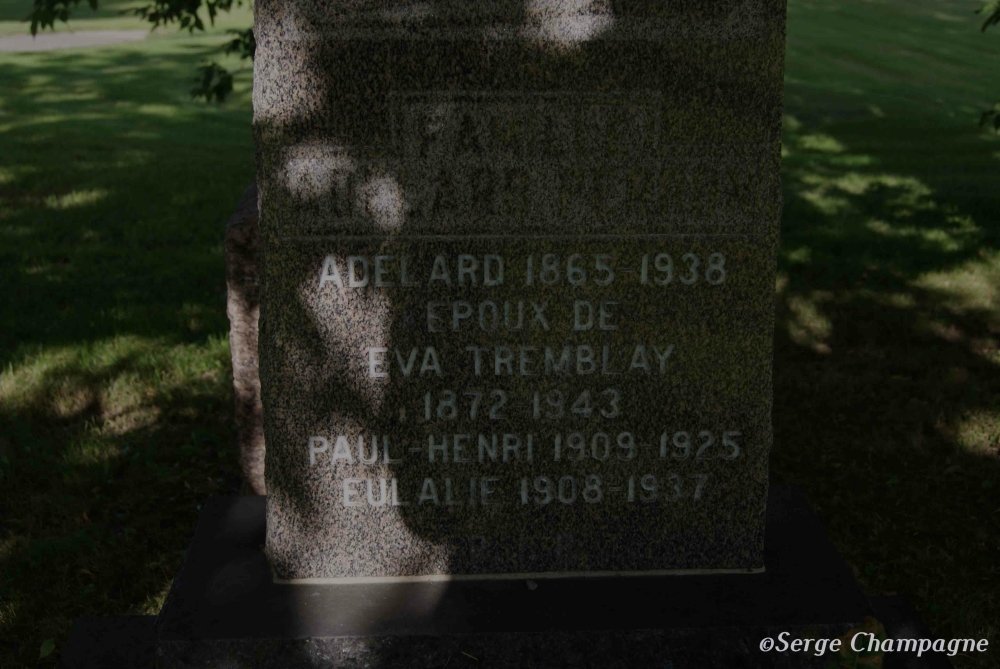 ADELARD 1865-1938
EPOUX DE
EVA TREMBLAY
1872-1943
PAUL-HENRI 1909-1925
EULALIE 1908-1937
©Serge Champagne